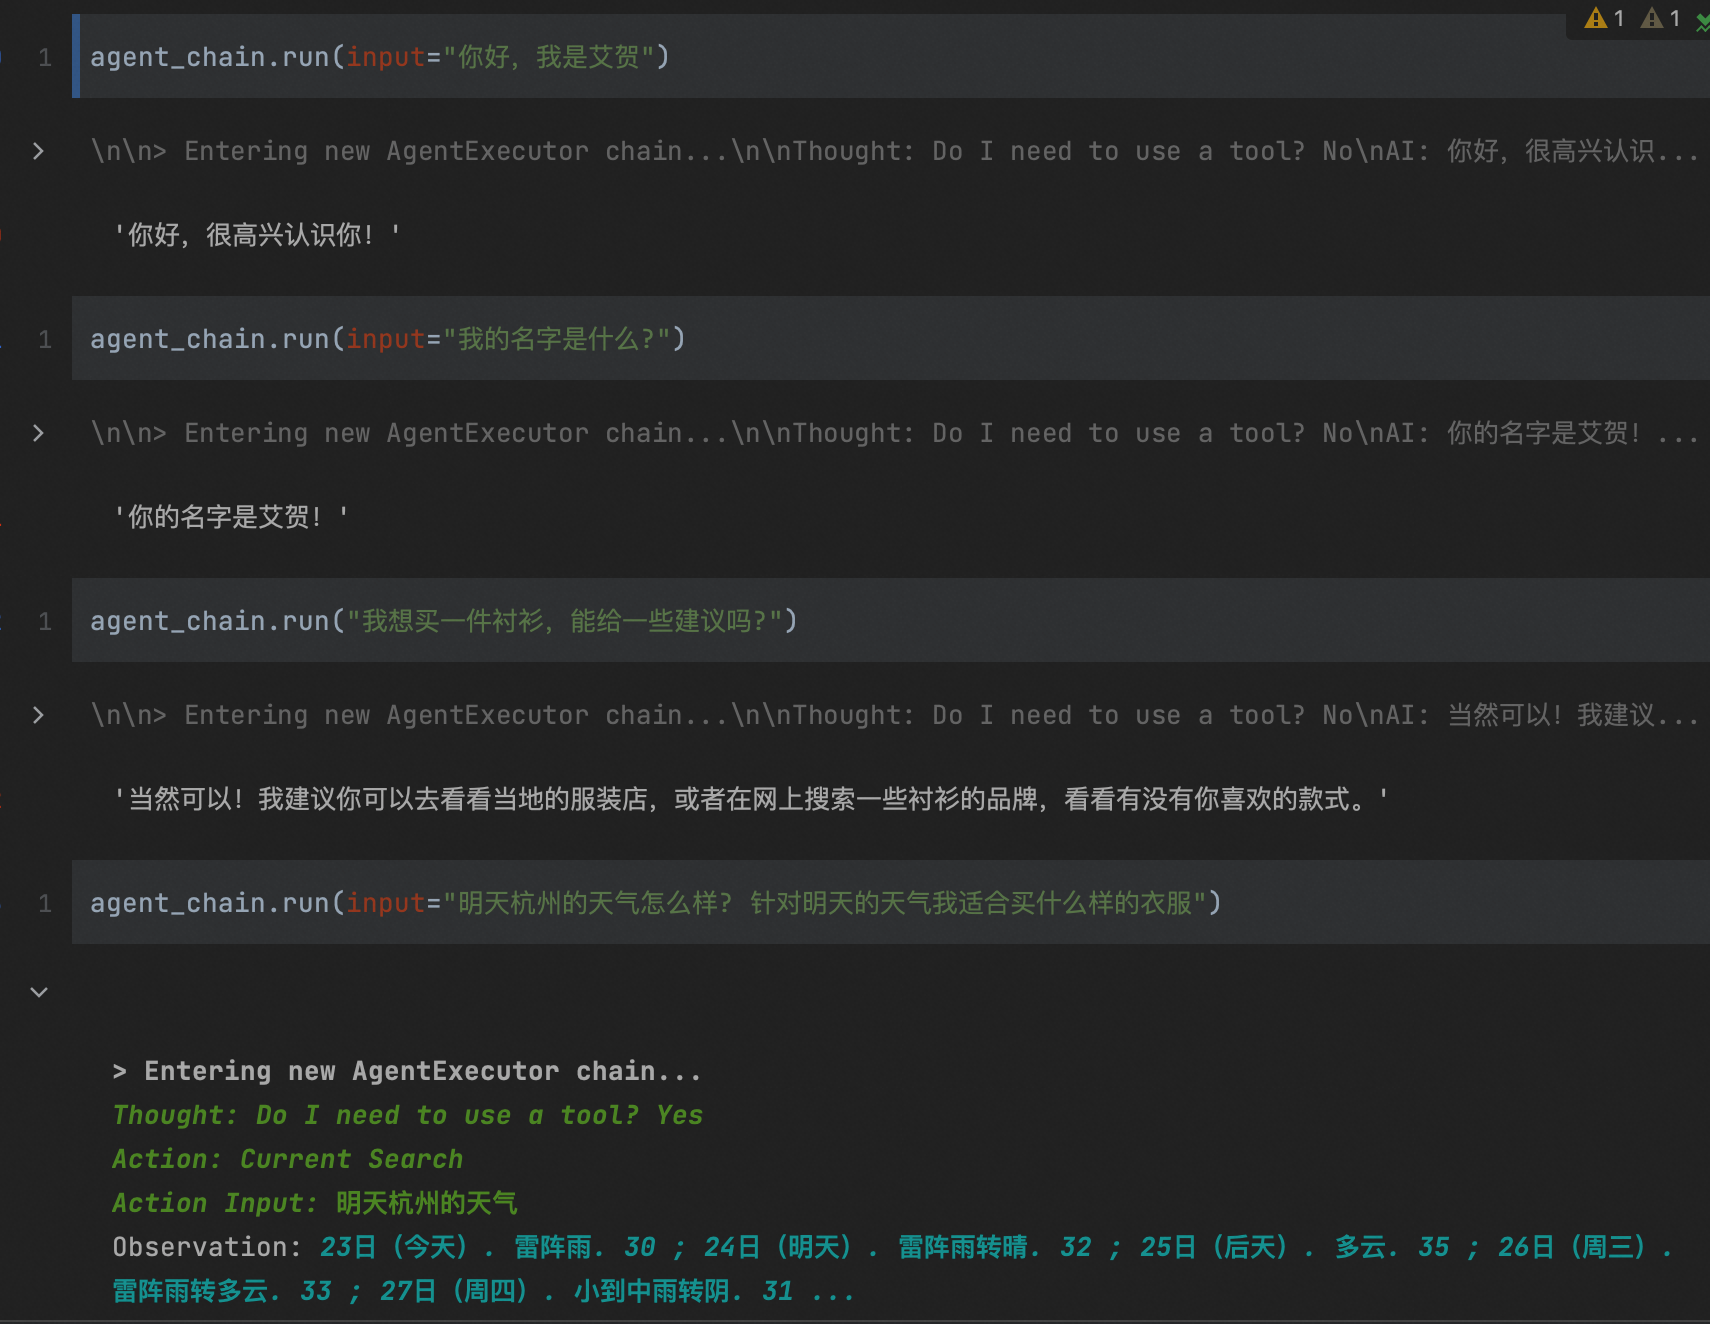 1 1
1 agent_chain.run(input="你好，我是艾贺")
\n\n> Entering new AgentExecutor chain...\n\nThought: Do I need to use a tool? No\nAI: 你好，很高兴认识...
'你好，很高兴认识你！'
1 agent_chain.run(input="我的名字是什么?")
\n\n> Entering new AgentExecutor chain...\n\nThought: Do I need to use a tool? No\nAI: 你的名字是艾贺！...
'你的名字是艾贺！'
1 agent_chain.run("我想买一件衬衫，能给一些建议吗?")
\n\n> Entering new AgentExecutor chain...\n\nThought: Do I need to use a tool? No\nAI: 当然可以！我建议...
'当然可以！我建议你可以去看看当地的服装店，或者在网上搜索一些衬衫的品牌，看看有没有你喜欢的款式。'
1 agent_chain.run(input="明天杭州的天气怎么样? 针对明天的天气我适合买什么样的衣服")
> Entering new AgentExecutor chain...
Thought: Do I need to use a tool? Yes
Action: Current Search
Action Input: 明天杭州的天气
Observation: 23日（今天）. 雷阵雨. 30 ; 24日（明天）. 雷阵雨转晴. 32 ; 25日（后天）. 多云. 35 ; 26日（周三）.
雷阵雨转多云. 33 ; 27日（周四）. 小到中雨转阴. 31 ...